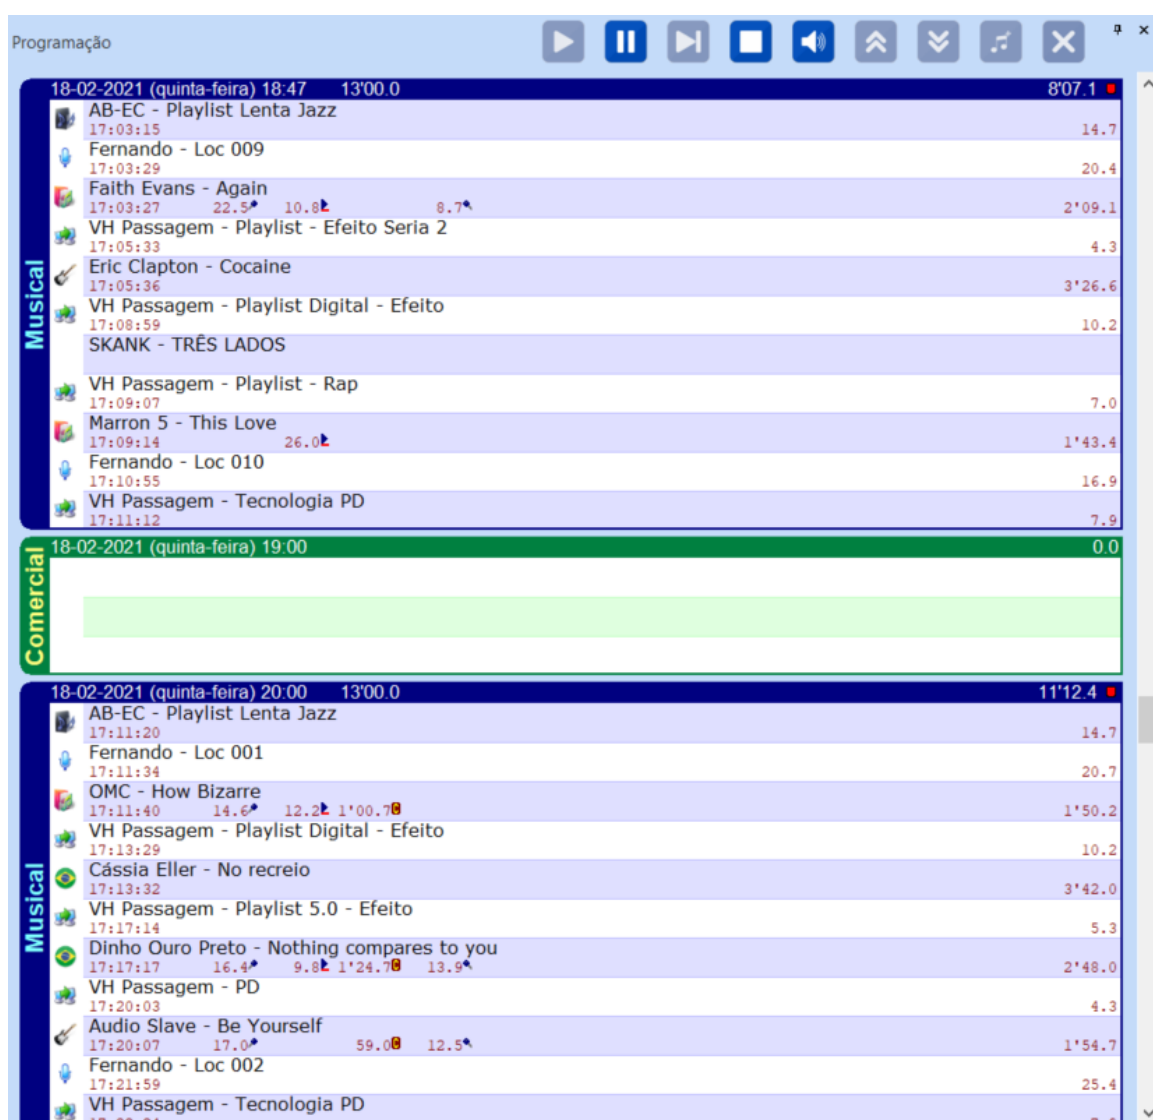 Programação
18-02-2021 (quinta-feira) 18:47 13'00.0 8'07.1
Musical
AB-EC - Playlist Lenta Jazz
17:03:15 14.7
Fernando - Loc 009
17:03:29 20.4
Faith Evans - Again
17:03:27 22.5 10.8 8.7 2'09.1
VH Passagem - Playlist - Efeito Seria 2
17:05:33 4.3
Eric Clapton - Cocaine
17:05:36 3'26.6
VH Passagem - Playlist Digital - Efeito
17:08:59 10.2
SKANK - TRÊS LADOS
VH Passagem - Playlist - Rap
17:09:07 7.0
Marron 5 - This Love
17:09:14 26.0 1'43.4
Fernando - Loc 010
17:10:55 16.9
VH Passagem - Tecnologia PD
17:11:12 7.9
18-02-2021 (quinta-feira) 19:00 0.0
Comercial
18-02-2021 (quinta-feira) 20:00 13'00.0 11'12.4
Musical
AB-EC - Playlist Lenta Jazz
17:11:20 14.7
Fernando - Loc 001
17:11:34 20.7
OMC - How Bizarre
17:11:40 14.6 12.2 1'00.7 1'50.2
VH Passagem - Playlist Digital - Efeito
17:13:29 10.2
Cássia Eller - No recreio
17:13:32 3'42.0
VH Passagem - Playlist 5.0 - Efeito
17:17:14 5.3
Dinho Ouro Preto - Nothing compares to you
17:17:17 16.4 9.8 1'24.7 13.9 2'48.0
VH Passagem - PD
17:20:03 4.3
Audio Slave - Be Yourself
17:20:07 17.0 59.0 12.5 1'54.7
Fernando - Loc 002
17:21:59 25.4
VH Passagem - Tecnologia PD